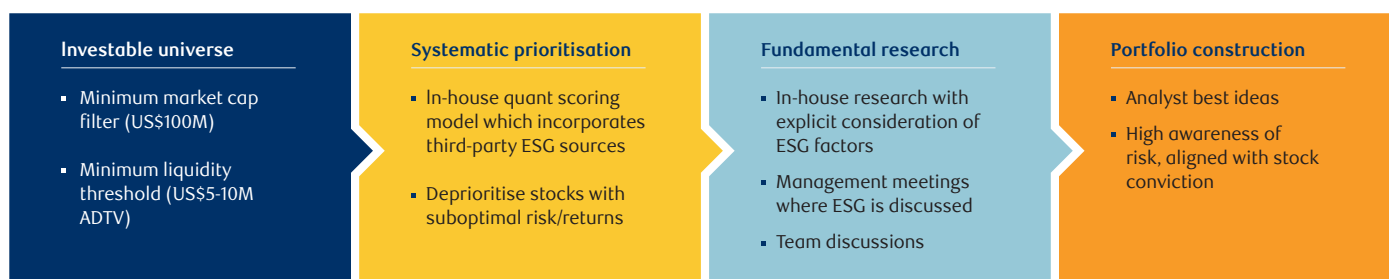 Investable universe
▪ Minimum market cap
filter (US$100M)
▪ Minimum liquidity
threshold (US$5-10M
ADTV)
Systematic prioritisation
▪ In-house quant scoring
model which incorporates
third-party ESG sources
▪ Deprioritise stocks with
suboptimal risk/returns
Fundamental research
▪ In-house research with
explicit consideration of
ESG factors
▪ Management meetings
where ESG is discussed
▪ Team discussions
Portfolio construction
▪ Analyst best ideas
▪ High awareness of
risk, aligned with stock
conviction